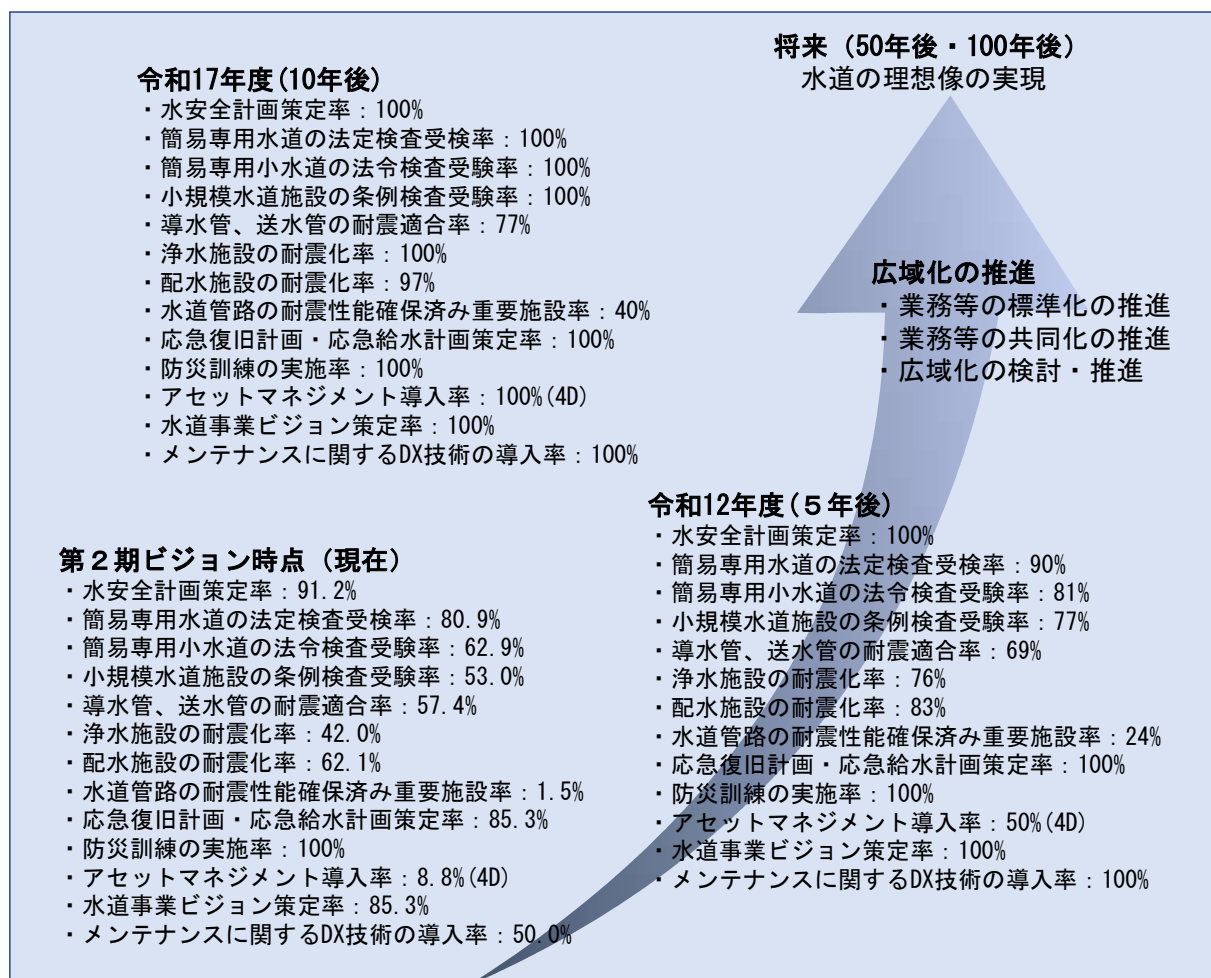 将来（50年後・100年後）
水道の理想像の実現
令和17年度(10年後)
・水安全計画策定率：100%
・簡易専用水道の法定検査受検率：100%
・簡易専用小水道の法令検査受験率：100%
・小規模水道施設の条例検査受験率：100%
・導水管、送水管の耐震適合率：77%
・浄水施設の耐震化率：100%
・配水施設の耐震化率：97%
・水道管路の耐震性能確保済み重要施設率：40%
・応急復旧計画・応急給水計画策定率：100%
・防災訓練の実施率：100%
・アセットマネジメント導入率：100%(4D)
・水道事業ビジョン策定率：100%
・メンテナンスに関するDX技術の導入率：100%
広域化の推進
・業務等の標準化の推進
・業務等の共同化の推進
・広域化の検討・推進
第２期ビジョン時点（現在）
・水安全計画策定率：91.2%
・簡易専用水道の法定検査受検率：80.9%
・簡易専用小水道の法令検査受験率：62.9%
・小規模水道施設の条例検査受験率：53.0%
・導水管、送水管の耐震適合率：57.4%
・浄水施設の耐震化率：42.0%
・配水施設の耐震化率：62.1%
・水道管路の耐震性能確保済み重要施設率：1.5%
・応急復旧計画・応急給水計画策定率：85.3%
・防災訓練の実施率：100%
・アセットマネジメント導入率：8.8%(4D)
・水道事業ビジョン策定率：85.3%
・メンテナンスに関するDX技術の導入率：50.0%
令和12年度(５年後)
・水安全計画策定率：100%
・簡易専用水道の法定検査受検率：90%
・簡易専用小水道の法令検査受験率：81%
・小規模水道施設の条例検査受験率：77%
・導水管、送水管の耐震適合率：69%
・浄水施設の耐震化率：76%
・配水施設の耐震化率：83%
・水道管路の耐震性能確保済み重要施設率：24%
・応急復旧計画・応急給水計画策定率：100%
・防災訓練の実施率：100%
・アセットマネジメント導入率：50%(4D)
・水道事業ビジョン策定率：100%
・メンテナンスに関するDX技術の導入率：100%